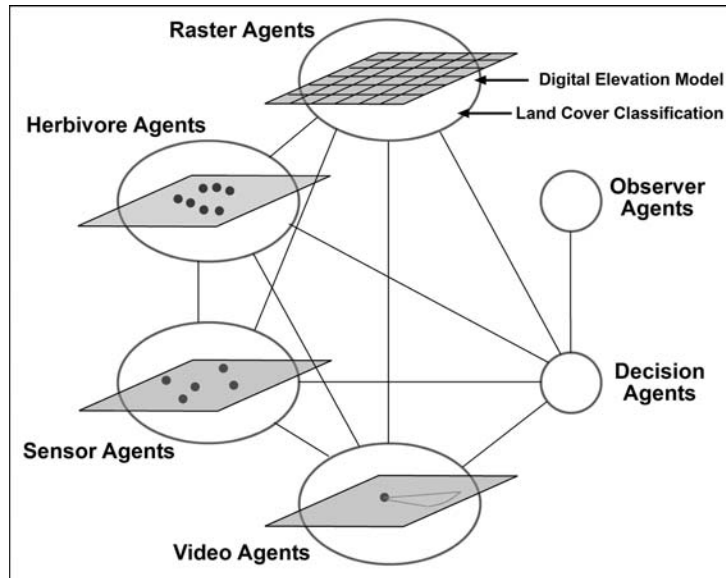 Raster Agents
Digital Elevation Model
Land Cover Classification
Herbivore Agents
Observer
Agents
Decision
Agents
Sensor Agents
Video Agents